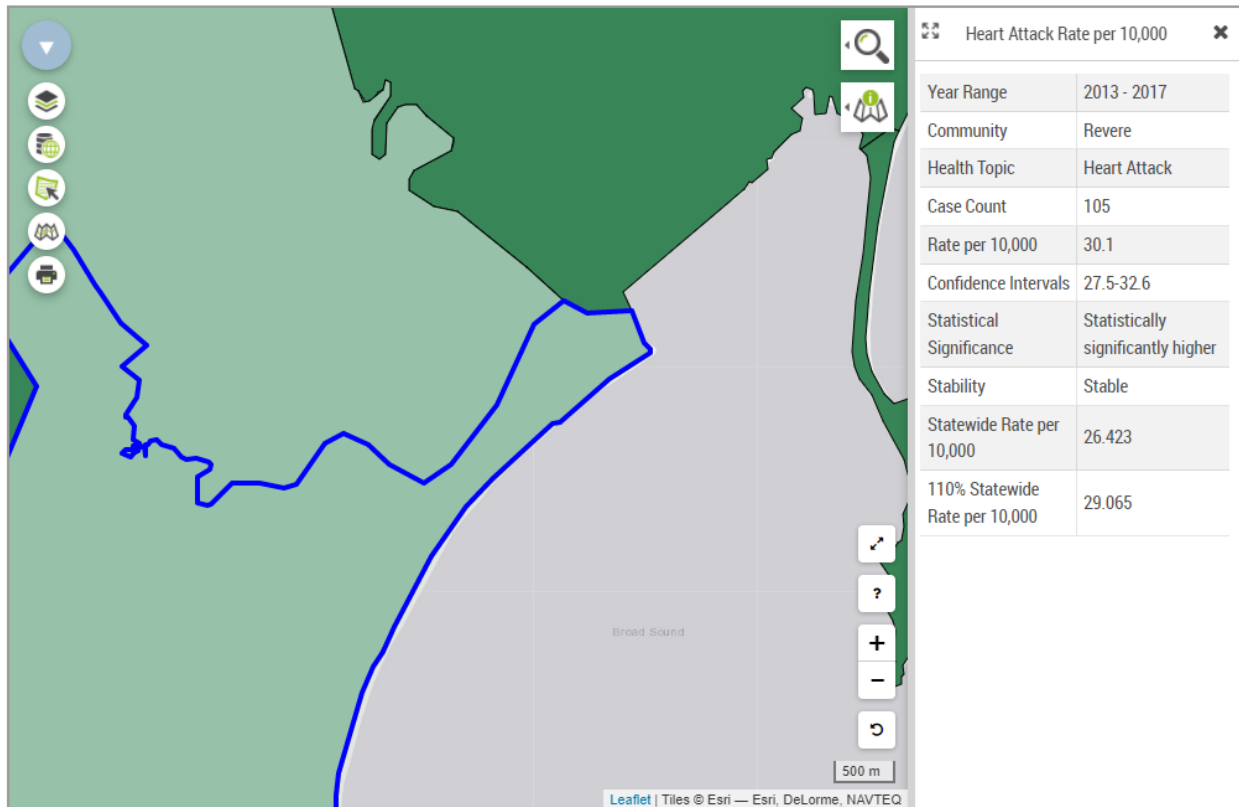 Heart Attack Rate per 10,000
Year Range 2013 - 2017
Community Revere
Health Topic Heart Attack
Case Count 105
Rate per 10,000 30.1
Confidence Intervals 27.5-32.6
Statistical Significance Statistically significantly higher
Stability Stable
Statewide Rate per 10,000 26.423
110% Statewide Rate per 10,000 29.065
Broad Sound
?
+
−
500 m
Leaflet | Tiles © Esri — Esri, DeLorme, NAVTEQ